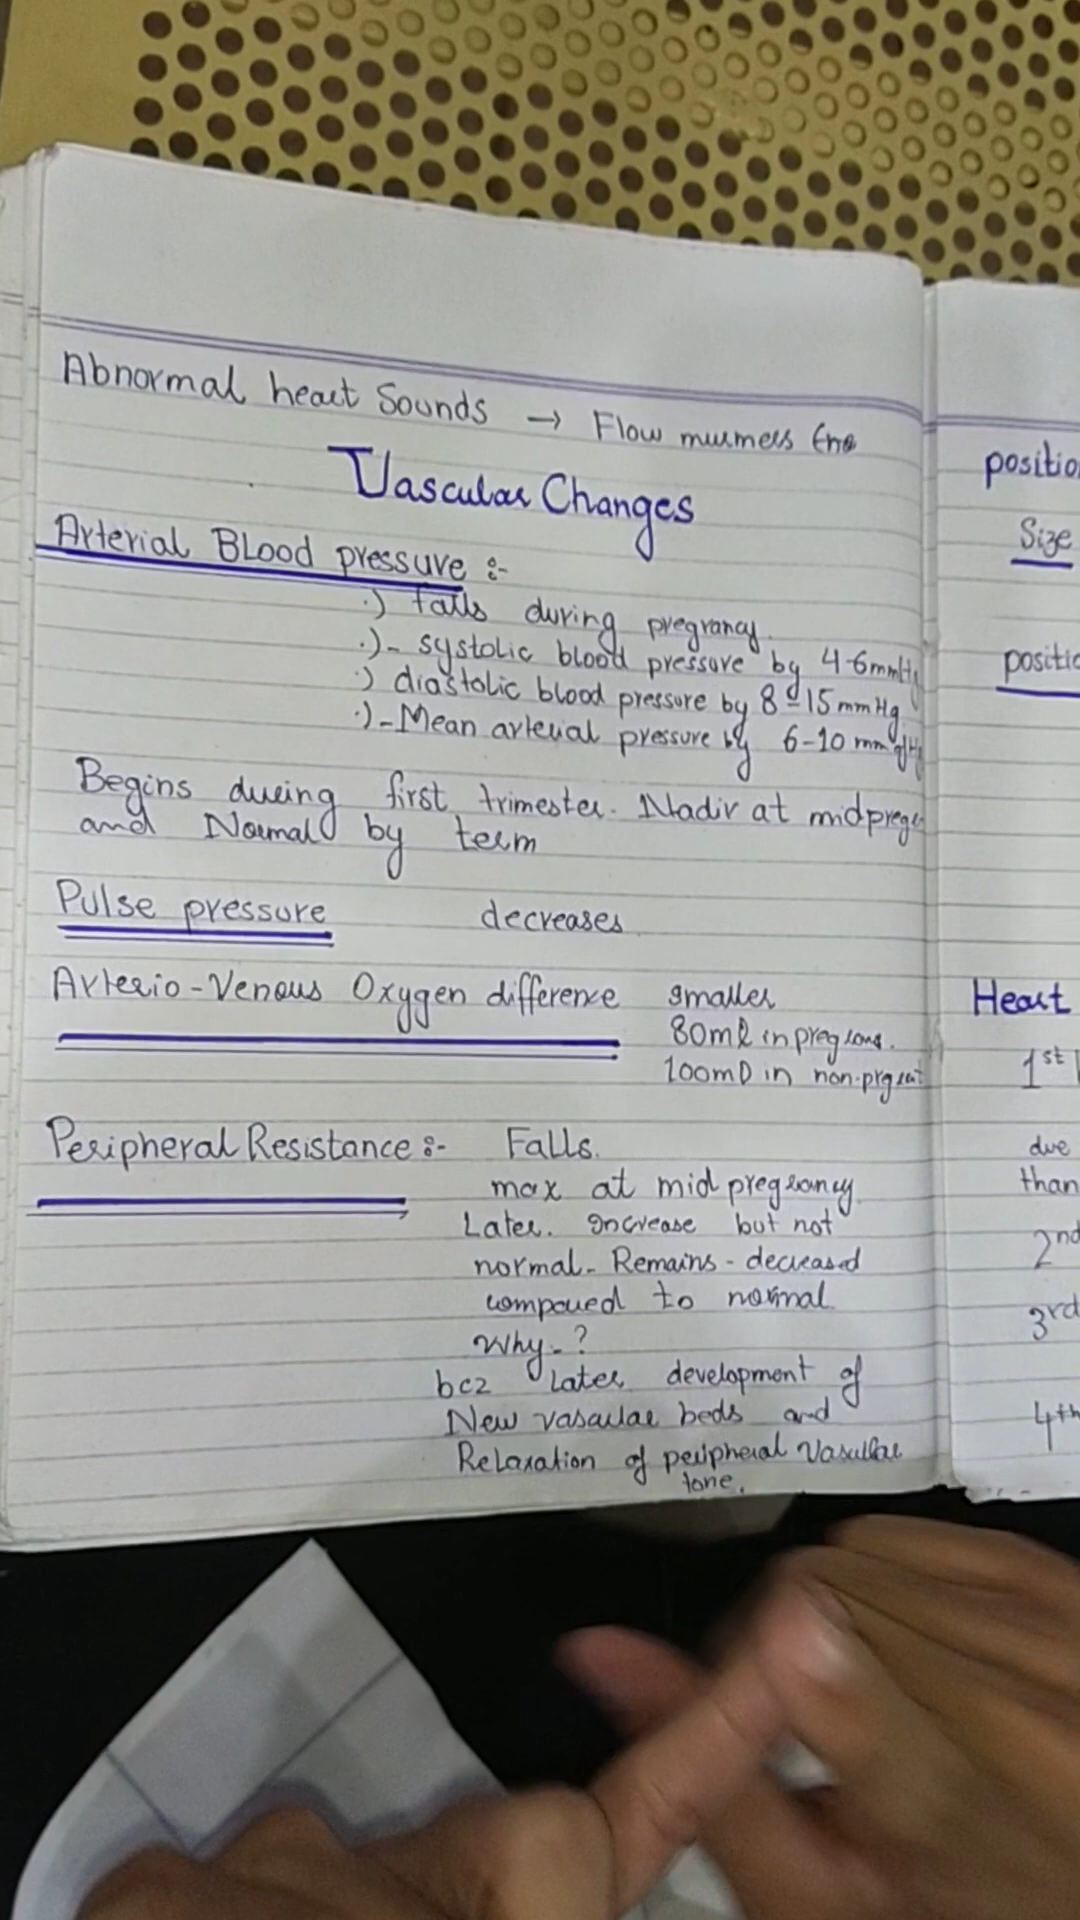 Abnormal heart Sounds → Flow murmers
Vascular Changes
Arterial BLood pressure :-
.) falls during pregnancy.
.)- systolic blood pressure by 4-6mmHg
.) diastolic blood pressure by 8-15 mmHg
.)- Mean arterial pressure by 6-10 mm of Hg
Begins during first trimester. Nadir at midpreg
and Normal by term
Pulse pressure decreases
Arterio-Venous Oxygen difference smaller
80ml in
100ml in non
Peripheral Resistance :- Falls.
max at mid pregnancy
Later. increase but not
normal- Remains - decreased
compared to normal
Why-?
bcz Later development of
New vascular beds and
Relaxation of peripheral
tone.
positio
Size
positio
Heart
1st
due
than
2nd
3rd
4th